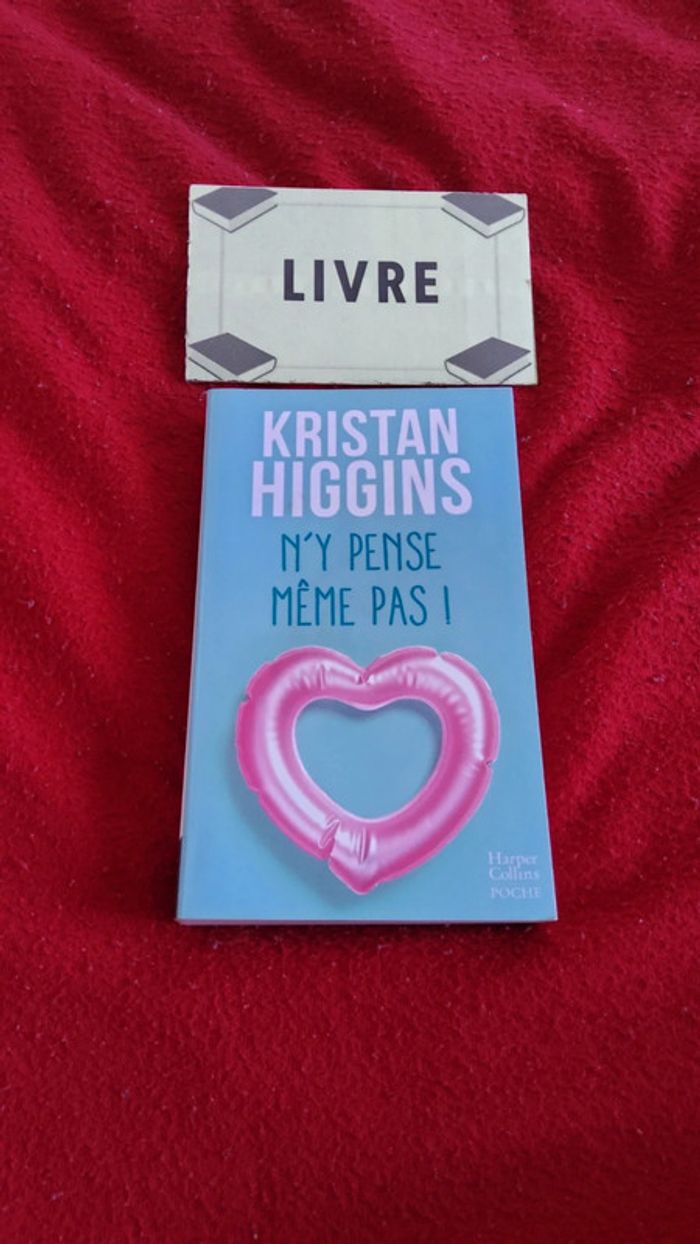 LIVRE
KRISTAN
HIGGINS
N'Y PENSE
MÊME PAS !
Harper
Collins
POCHE